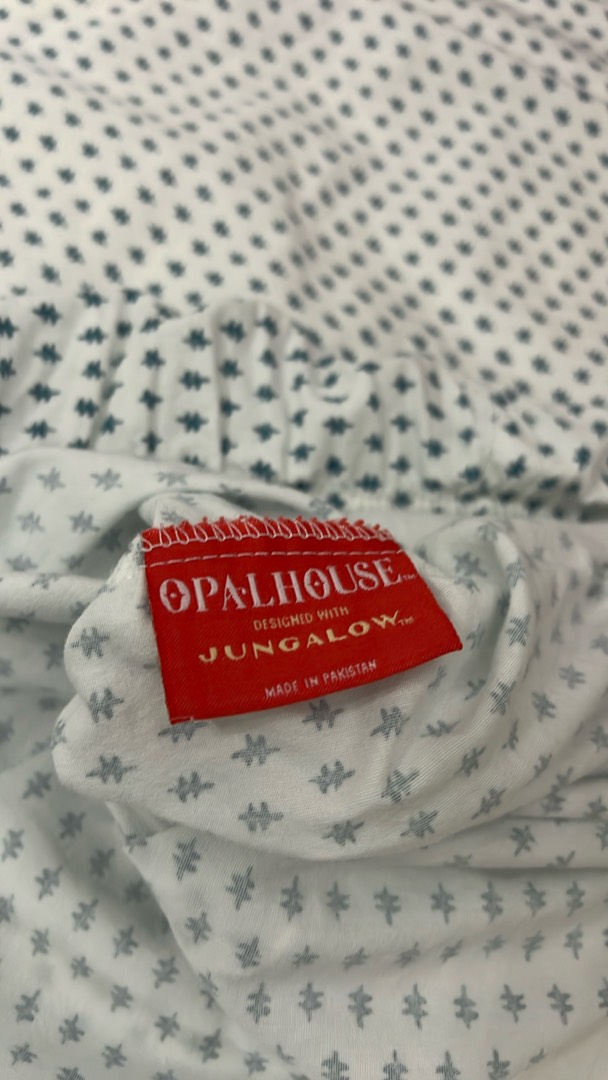 OPALHOUSE™
DESIGNED WITH
JUNGALOW™
MADE IN PAKISTAN